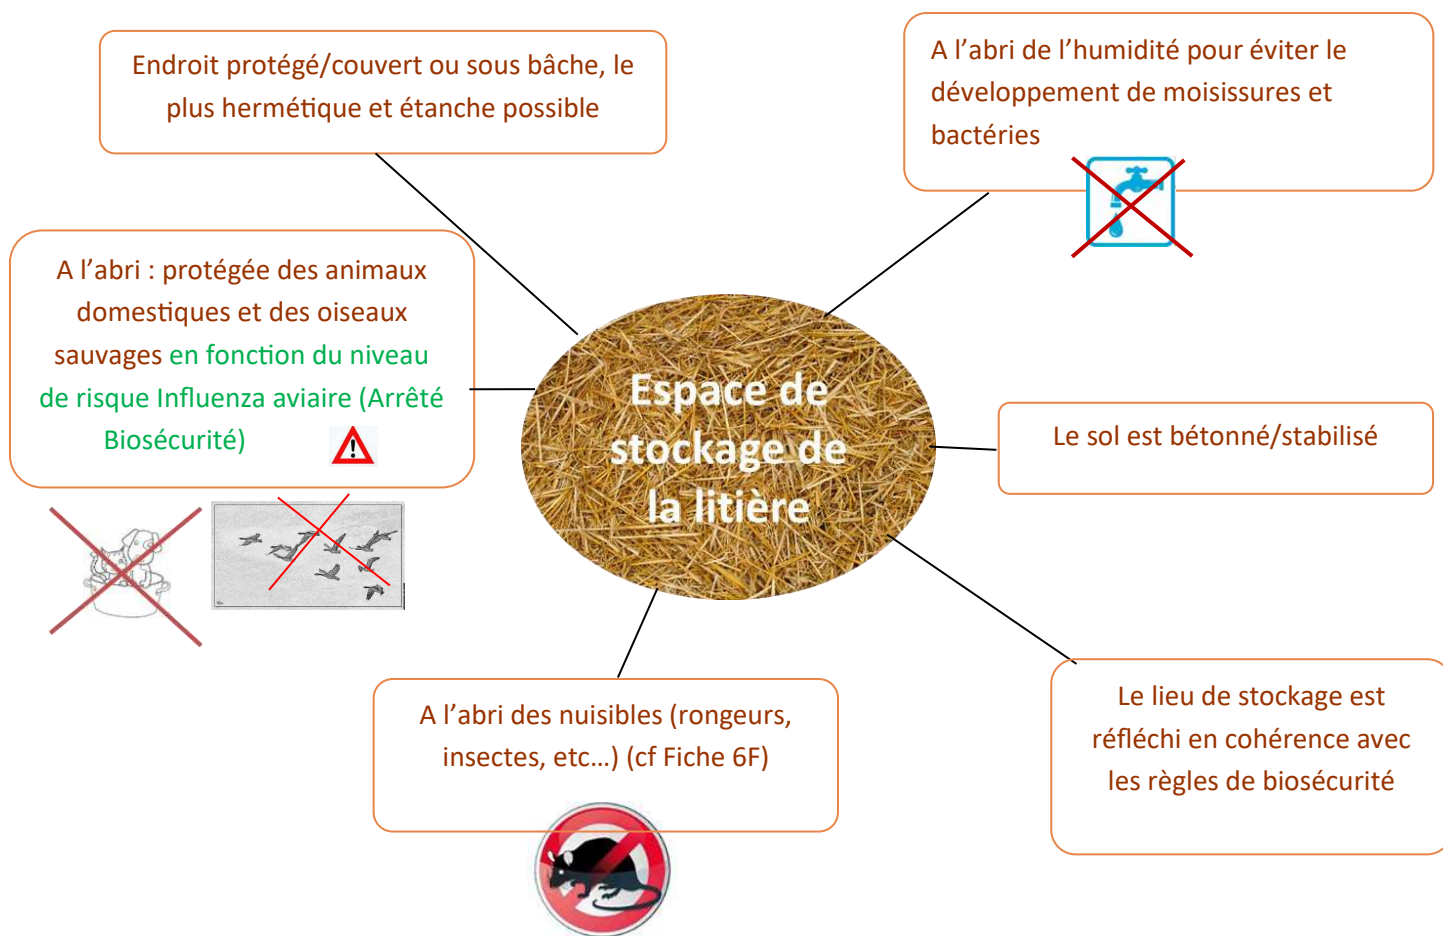 Endroit protégé/couvert ou sous bâche, le
plus hermétique et étanche possible
A l’abri de l’humidité pour éviter le
développement de moisissures et
bactéries
A l’abri : protégée des animaux
domestiques et des oiseaux
sauvages en fonction du niveau
de risque Influenza aviaire (Arrêté
Biosécurité)
Espace de
stockage de
la litière
Le sol est bétonné/stabilisé
A l’abri des nuisibles (rongeurs,
insectes, etc…) (cf Fiche 6F)
Le lieu de stockage est
réfléchi en cohérence avec
les règles de biosécurité